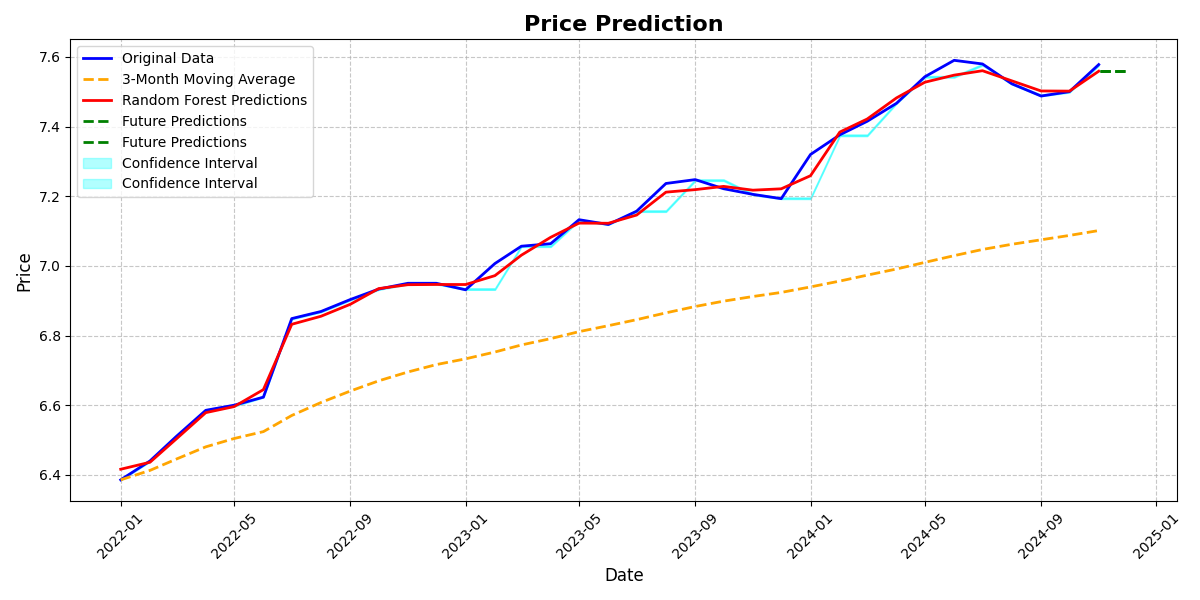 Price Prediction
Original Data
3-Month Moving Average
Random Forest Predictions
Future Predictions
Future Predictions
Confidence Interval
Confidence Interval
Price
7.6
7.4
7.2
7.0
6.8
6.6
6.4
2022-01
2022-05
2022-09
2023-01
2023-05
2023-09
2024-01
2024-05
2024-09
2025-01
Date